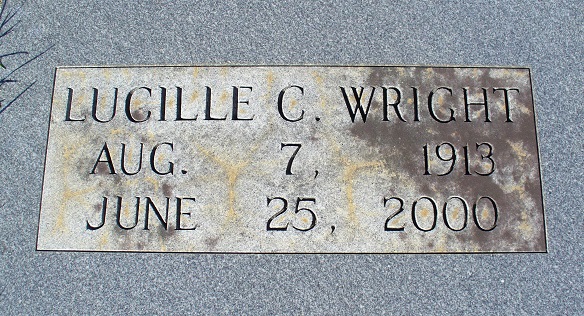 LUCILLE C. WRIGHT
AUG. 7, 1913
JUNE 25, 2000